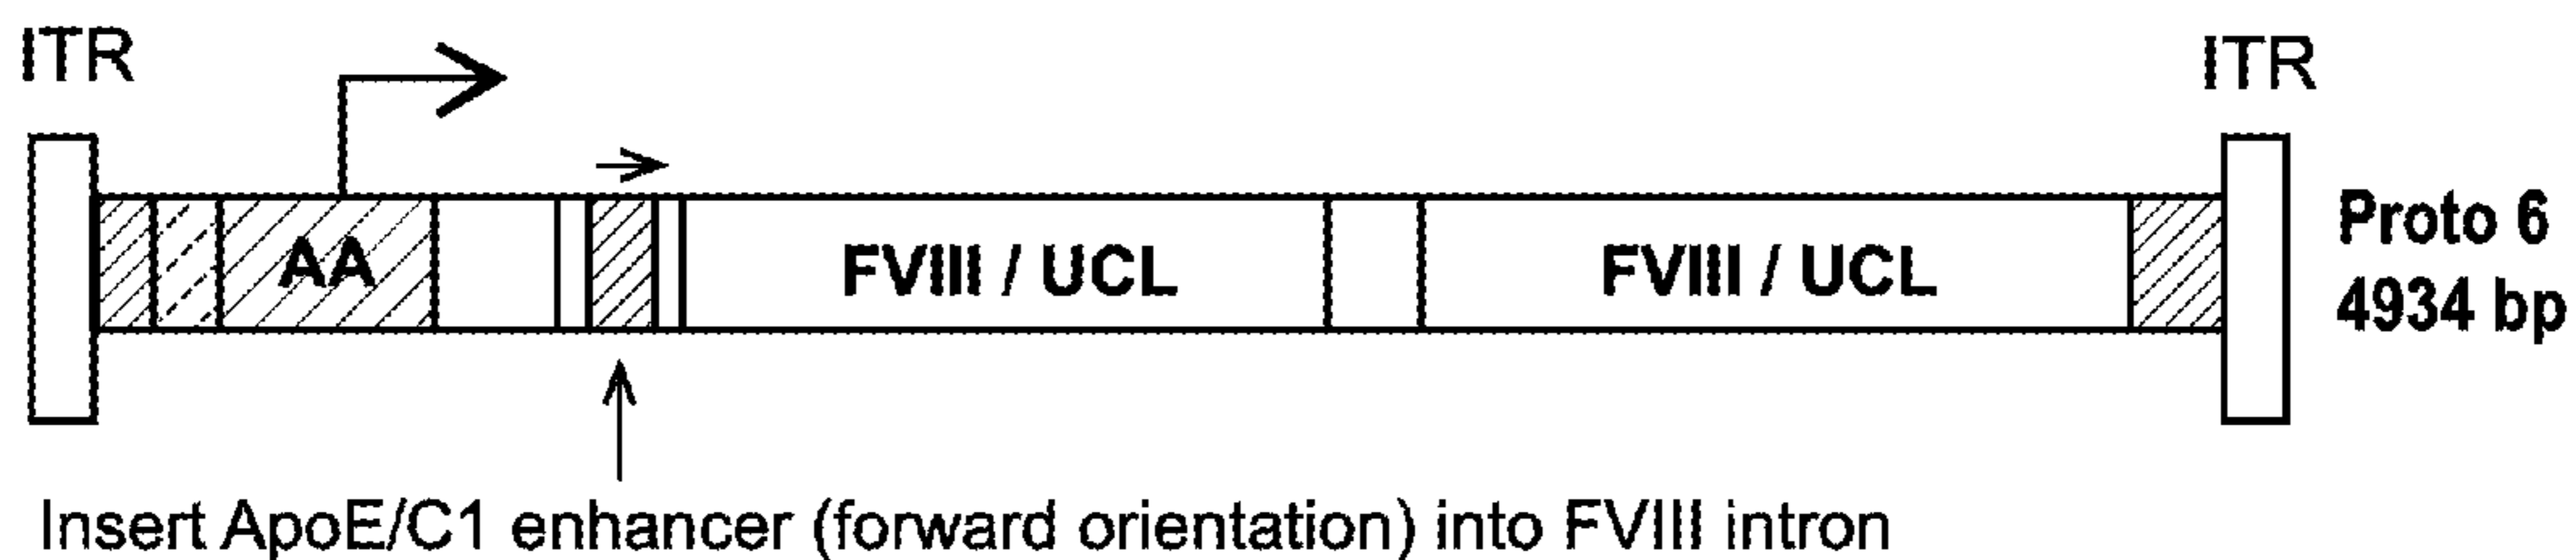 ITR
ITR
AA
FVIII / UCL
FVIII / UCL
Proto 6
4934 bp
Insert ApoE/C1 enhancer (forward orientation) into FVIII intron